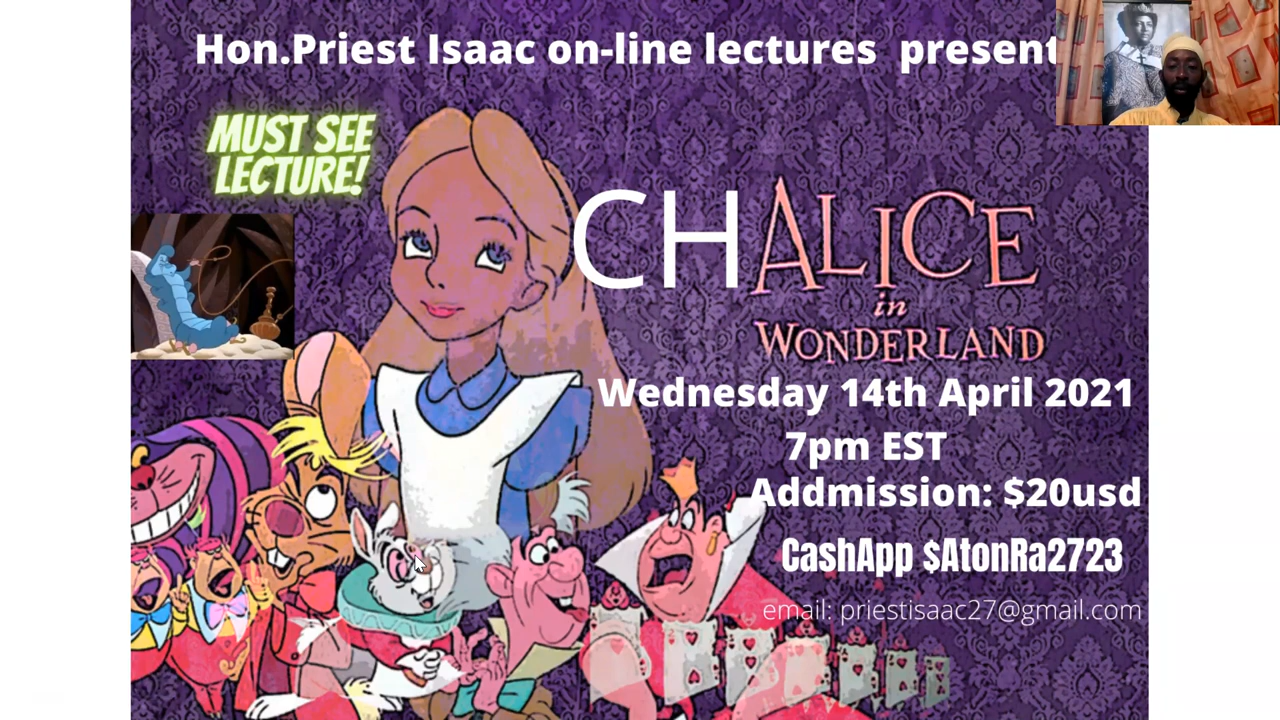 Hon.Priest Isaac on-line lectures present
MUST SEE
LECTURE!
CHALICE
in
WONDERLAND
Wednesday 14th April 2021
7pm EST
Addmission: $20usd
CashApp $AtonRa2723
email: priestisaac27@gmail.com